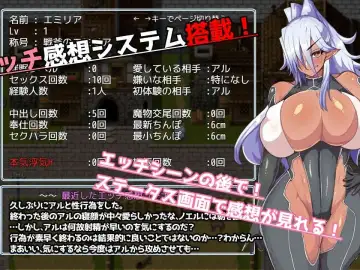 名前 : エミリア ← →キーでページ切り替
Lv : 1
称号 :
ッチ感想システム搭載!
:0回 愛している相手 :アル
セックス回数 :10回 嫌いな相手 :特になし
経験人数 :1人 初体験の相手 :アル
中出し回数 :5回 魔物交尾回数 :0回
奉仕回数 :0回 最新ちんぽ :6cm
セクハラ回数 :0回 最大ちんぽ :6cm
エッチシーンの後で!
ステータス画面で感想が見れる!
~~ 最近した
久しぶりにアルと性行為をした。
終わった後のアルの寝顔が中々愛らしかったな、ノエルには
…しかし、アルは何故射精が早いのを気にするのだ?
行為が素早く終わるのは結果的に良いことではないのか…?わからん…
まあいい、気にするなら今度はアルから攻めさせても…